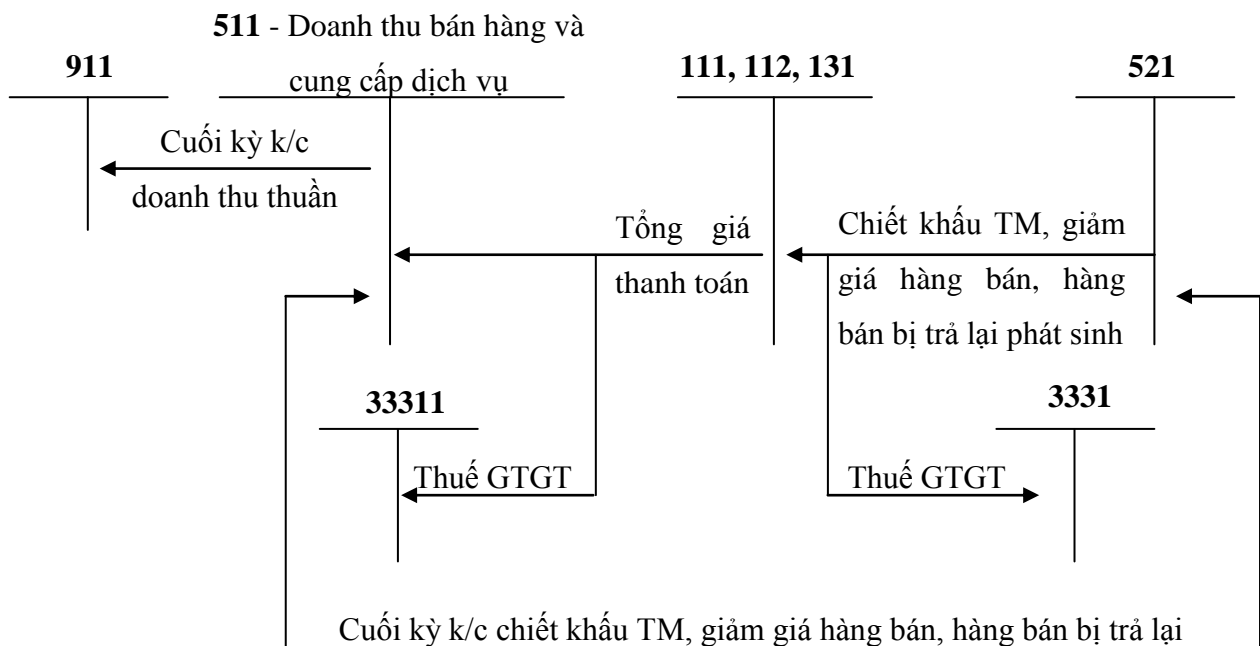 511 - Doanh thu bán hàng và
cung cấp dịch vụ
911
111, 112, 131
521
Cuối kỳ k/c
doanh thu thuần
Tổng giá
thanh toán
Chiết khấu TM, giảm
giá hàng bán, hàng
bán bị trả lại phát sinh
33311
3331
Thuế GTGT
Thuế GTGT
Cuối kỳ k/c chiết khấu TM, giảm giá hàng bán, hàng bán bị trả lại